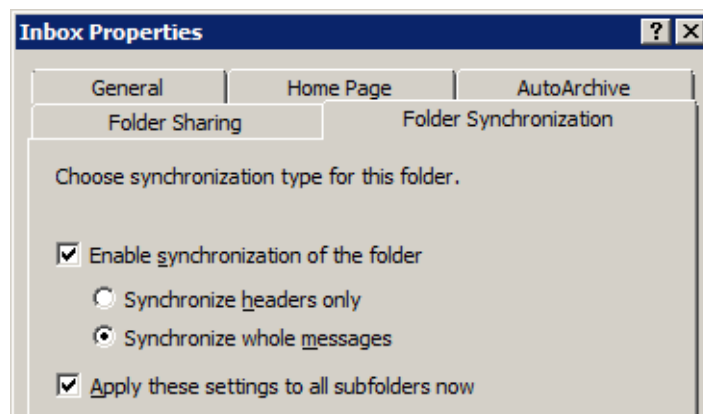 Inbox Properties
General Home Page AutoArchive
Folder Sharing Folder Synchronization
Choose synchronization type for this folder.
Enable synchronization of the folder
Synchronize headers only
Synchronize whole messages
Apply these settings to all subfolders now